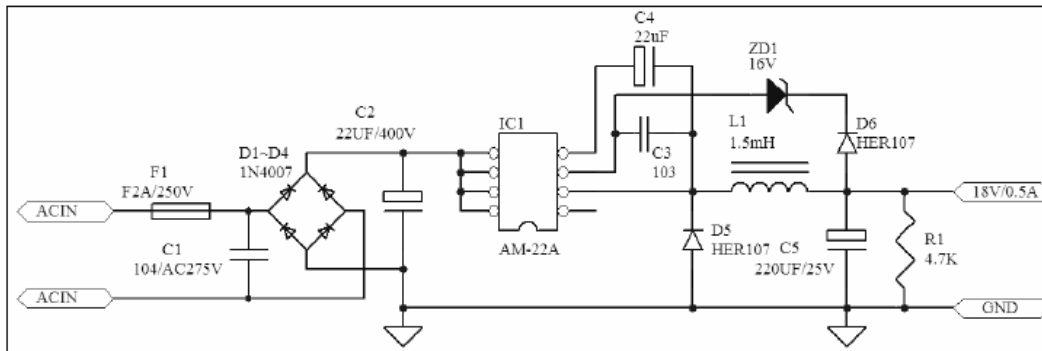 C4
22uF
ZD1
16V
C2
22UF/400V
IC1
L1
1.5mH
D6
HER107
D1~D4
1N4007
C3
103
F1
F2A/250V
18V/0.5A
ACIN
C1
104/AC275V
AM-22A
D5
HER107
C5
220UF/25V
R1
4.7K
ACIN
GND